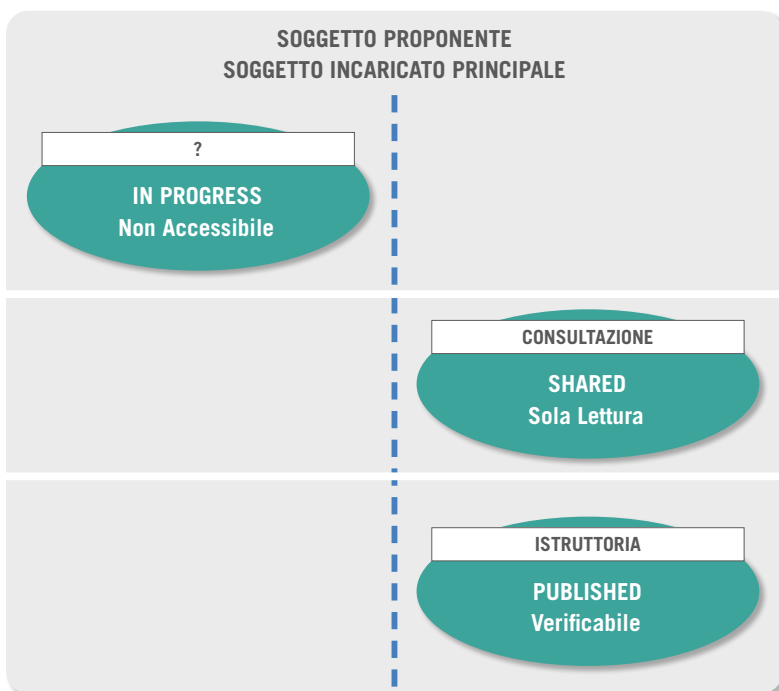 SOGGETTO PROPONENTE
SOGGETTO INCARICATO PRINCIPALE
?
IN PROGRESS
Non Accessibile
CONSULTAZIONE
SHARED
Sola Lettura
ISTRUTTORIA
PUBLISHED
Verificabile